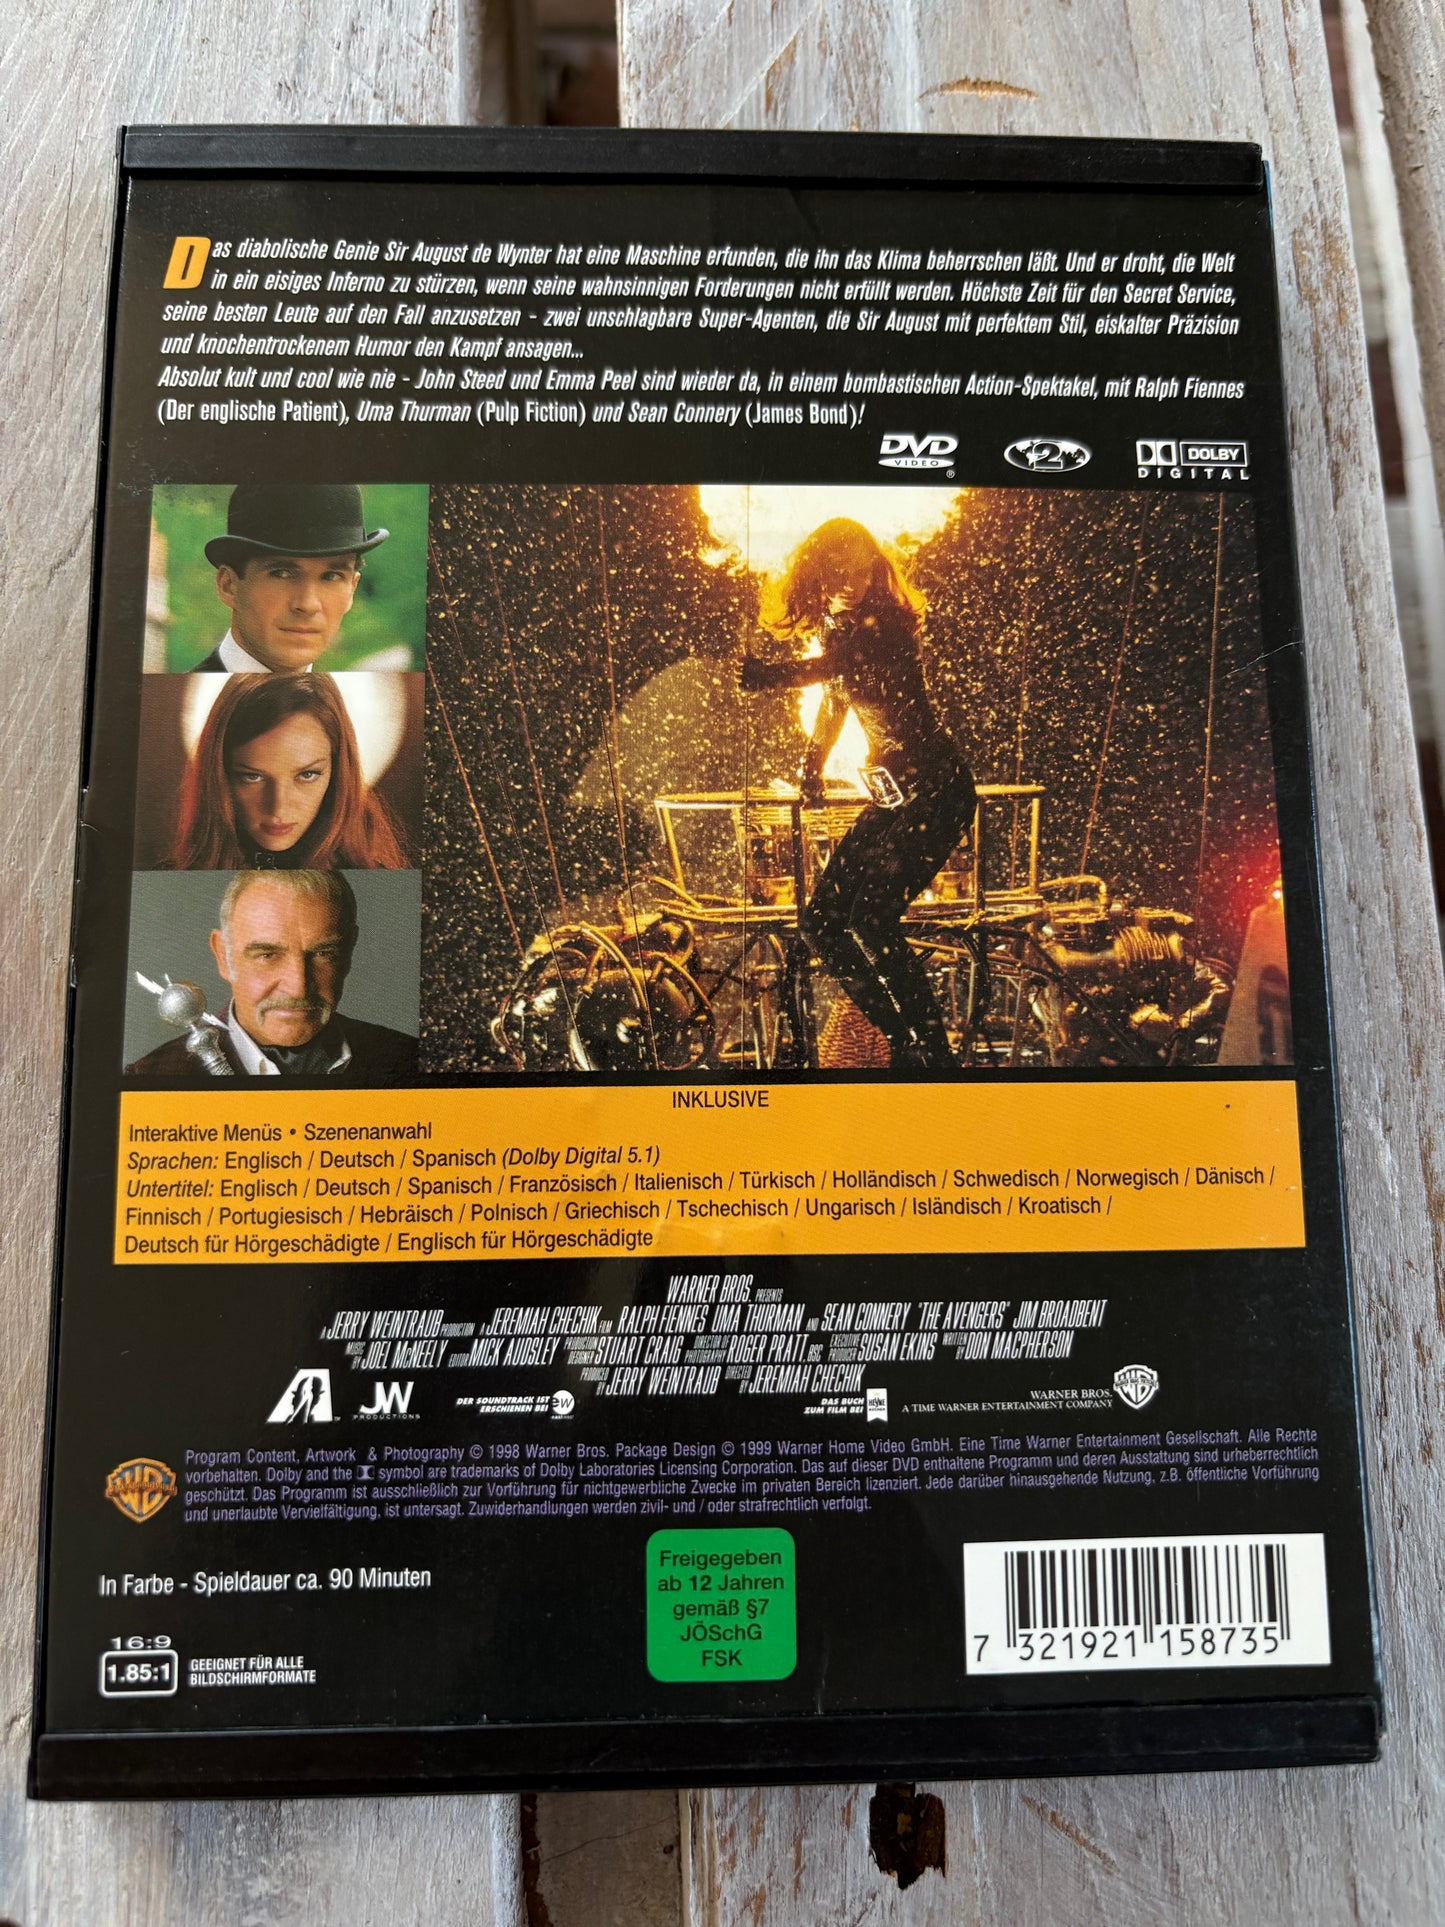 Das diabolische Genie Sir August de Wynter hat eine Maschine erfunden, die ihn das Klima beherrschen läßt. Und er droht, die Welt
in ein eisiges Inferno zu stürzen, wenn seine wahnsinnigen Forderungen nicht erfüllt werden. Höchste Zeit für den Secret Service,
seine besten Leute auf den Fall anzusetzen - zwei unschlagbare Super-Agenten, die Sir August mit perfektem Stil, eiskalter Präzision
und knochentrockenem Humor den Kampf ansagen...
Absolut kult und cool wie nie - John Steed und Emma Peel sind wieder da, in einem bombastischen Action-Spektakel, mit Ralph Fiennes
(Der englische Patient), Uma Thurman (Pulp Fiction) und Sean Connery (James Bond)!
DVD VIDEO ® 2 DOLBY DIGITAL
INKLUSIVE
Interaktive Menüs • Szenenanwahl
Sprachen: Englisch / Deutsch / Spanisch (Dolby Digital 5.1)
Untertitel: Englisch / Deutsch / Spanisch / Französisch / Italienisch / Türkisch / Holländisch / Schwedisch / Norwegisch / Dänisch /
Finnisch / Portugiesisch / Hebräisch / Polnisch / Griechisch / Tschechisch / Ungarisch / Isländisch / Kroatisch /
Deutsch für Hörgeschädigte / Englisch für Hörgeschädigte
WARNER BROS. PRESENTS
A JERRY WEINTRAUB PRODUCTION A JEREMIAH CHECHIK FILM RALPH FIENNES UMA THURMAN AND SEAN CONNERY "THE AVENGERS" JIM BROADBENT
MUSIC BY JOEL McNEELY EDITOR MICK AUDSLEY PRODUCTION DESIGNER STUART CRAIG DIRECTOR OF PHOTOGRAPHY ROGER PRATT, BSC EXECUTIVE PRODUCER SUSAN EKINS WRITTEN BY DON MACPHERSON
PRODUCED BY JERRY WEINTRAUB DIRECTED BY JEREMIAH CHECHIK
A TM JW PRODUCTIONS DER SOUNDTRACK IST ERSCHIENEN BEI ew eastwest DAS BUCH ZUM FILM BEI HEYNE BÜCHER WARNER BROS. A TIME WARNER ENTERTAINMENT COMPANY
Program Content, Artwork & Photography © 1998 Warner Bros. Package Design © 1999 Warner Home Video GmbH. Eine Time Warner Entertainment Gesellschaft. Alle Rechte
vorbehalten. Dolby and the symbol are trademarks of Dolby Laboratories Licensing Corporation. Das auf dieser DVD enthaltene Programm und deren Ausstattung sind urheberrechtlich
geschützt. Das Programm ist ausschließlich zur Vorführung für nichtgewerbliche Zwecke im privaten Bereich lizenziert. Jede darüber hinausgehende Nutzung, z.B. öffentliche Vorführung
und unerlaubte Vervielfältigung, ist untersagt. Zuwiderhandlungen werden zivil- und / oder strafrechtlich verfolgt.
In Farbe - Spieldauer ca. 90 Minuten
16:9
1.85:1
GEEIGNET FÜR ALLE
BILDSCHIRMFORMATE
Freigegeben
ab 12 Jahren
gemäß §7
JÖSchG
FSK
7 321921 158735